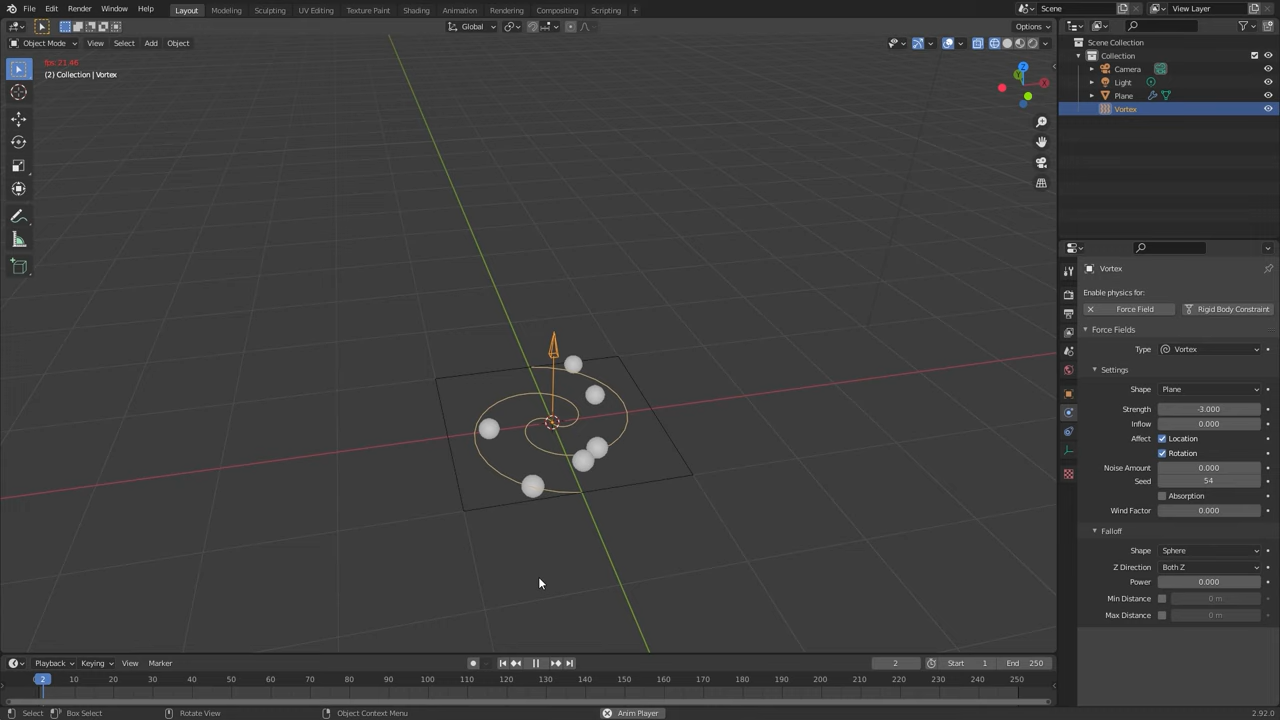 File Edit Render Window Help Layout Modeling Sculpting UV Editing Texture Paint Shading Animation Rendering Compositing Scripting + Scene View Layer
Global Options
Object Mode View Select Add Object
fps: 21.46
(2) Collection | Vortex
Z
Y
X
Scene Collection
Collection
Camera
Light
Plane
Vortex
Vortex
Enable physics for:
Force Field Rigid Body Constraint
Force Fields
Type Vortex
Settings
Shape Plane
Strength -3.000
Inflow 0.000
Affect Location
Rotation
Noise Amount 0.000
Seed 54
Absorption
Wind Factor 0.000
Falloff
Shape Sphere
Z Direction Both Z
Power 0.000
Min Distance 0 m
Max Distance 0 m
Playback Keying View Marker 2 Start 1 End 250
2 10 20 30 40 50 60 70 80 90 100 110 120 130 140 150 160 170 180 190 200 210 220 230 240 250
Select Box Select Rotate View Object Context Menu Anim Player 2.92.0